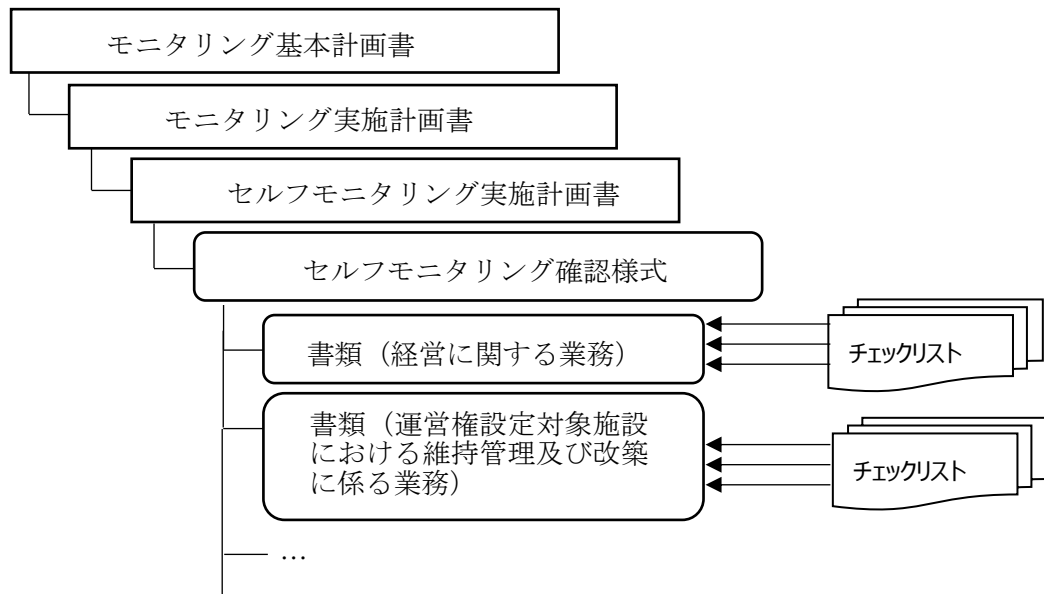 モニタリング基本計画書
モニタリング実施計画書
セルフモニタリング実施計画書
セルフモニタリング確認様式
書類（経営に関する業務）
チェックリスト
書類（運営権設定対象施設
における維持管理及び改築
に係る業務）
チェックリスト
…